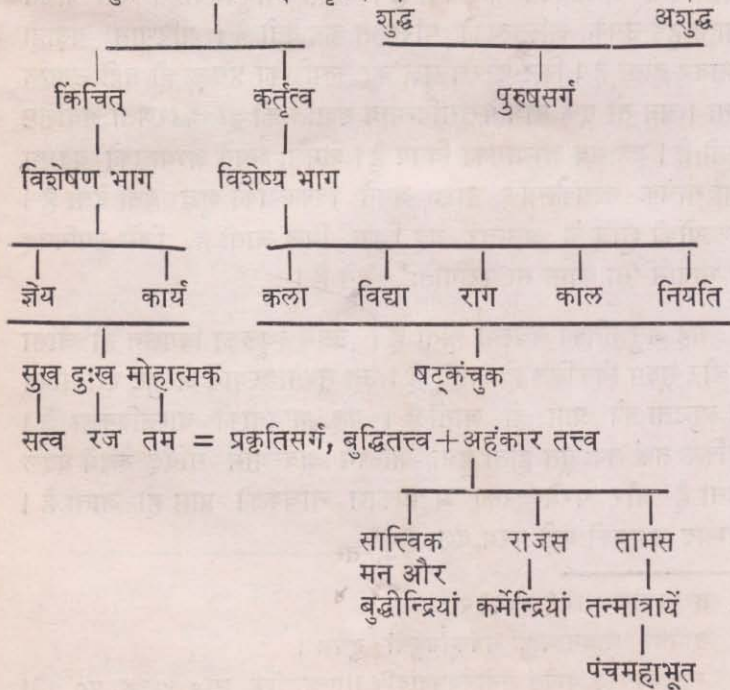 शुद्ध अशुद्ध
किंचित् कर्तृत्व पुरुषसर्ग
विशेषण भाग विशेष्य भाग
ज्ञेय कार्य कला विद्या राग काल नियति
सुख दुःख मोहात्मक षट्कंचुक
सत्व रज तम = प्रकृतिसर्ग, बुद्धितत्त्व+अहंकार तत्त्व
सात्त्विक राजस तामस
मन और
बुद्धीन्द्रियां कर्मेन्द्रियां तन्मात्रायें
पंचमहाभूत